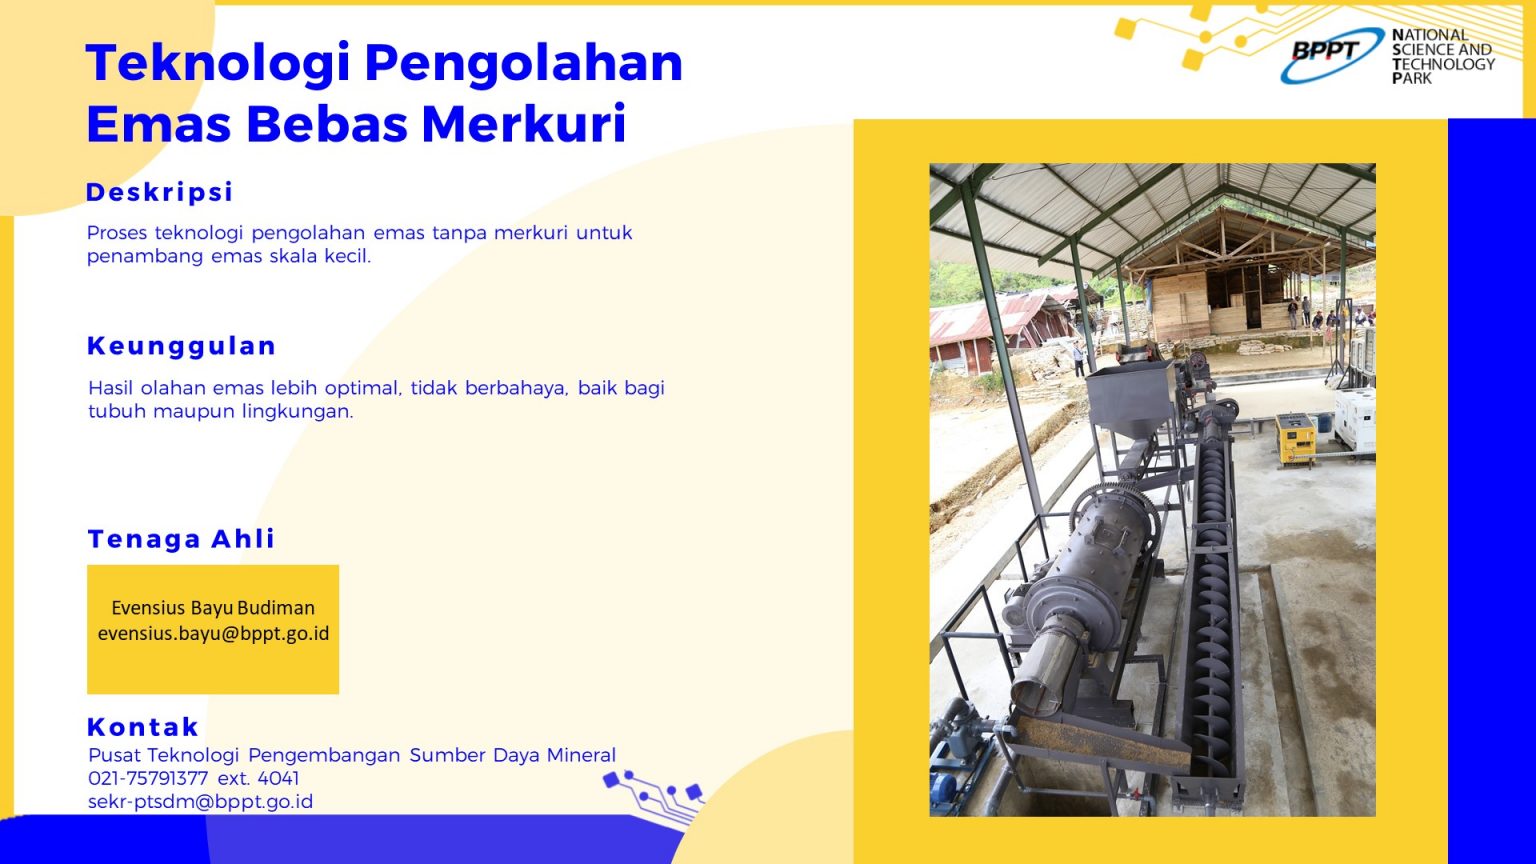 Teknologi Pengolahan
Emas Bebas Merkuri
BPPT
NATIONAL
SCIENCE AND
TECHNOLOGY
PARK
Deskripsi
Proses teknologi pengolahan emas tanpa merkuri untuk
penambang emas skala kecil.
Keunggulan
Hasil olahan emas lebih optimal, tidak berbahaya, baik bagi
tubuh maupun lingkungan.
Tenaga Ahli
Evensius Bayu Budiman
evensius.bayu@bppt.go.id
Kontak
Pusat Teknologi Pengembangan Sumber Daya Mineral
021-75791377 ext. 4041
sekr-ptsdm@bppt.go.id